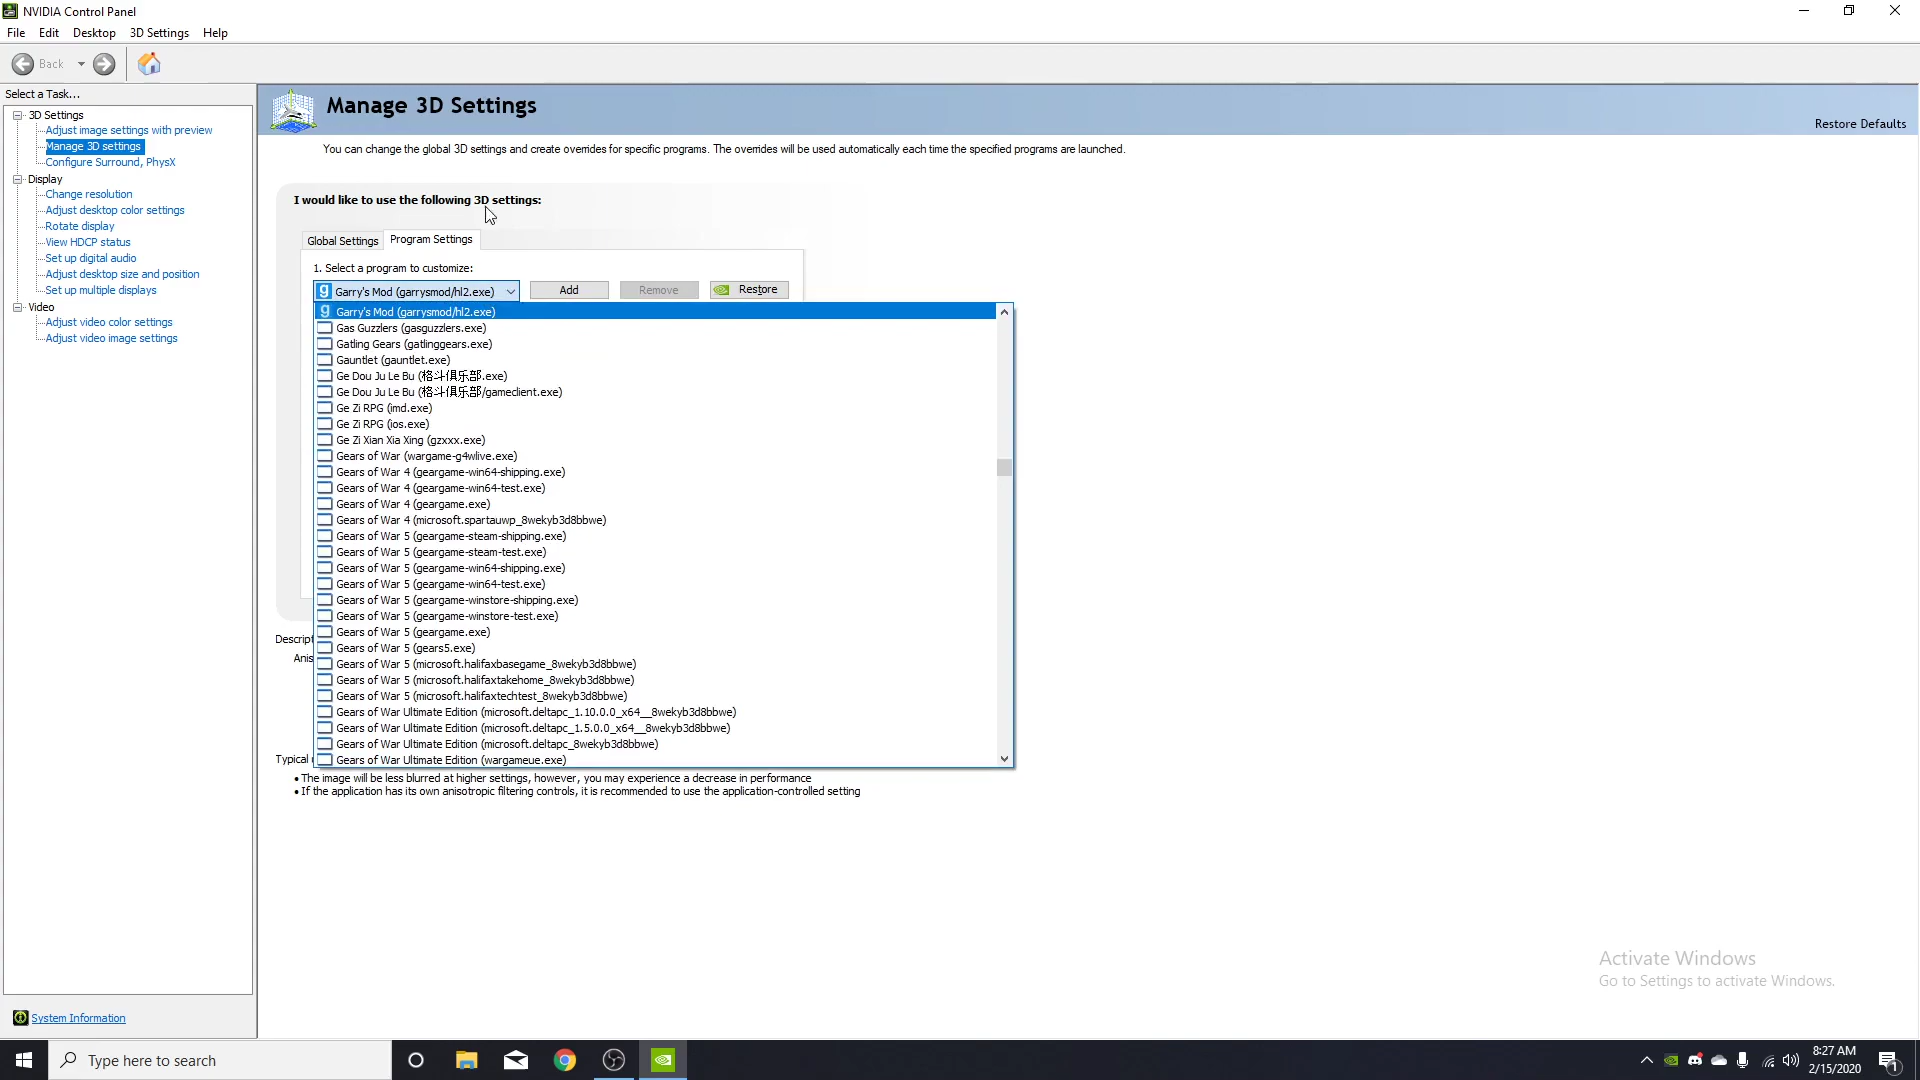 NVIDIA Control Panel
File Edit Desktop 3D Settings Help
Back
Select a Task...
3D Settings
Adjust image settings with preview
Manage 3D settings
Configure Surround, PhysX
Display
Change resolution
Adjust desktop color settings
Rotate display
View HDCP status
Set up digital audio
Adjust desktop size and position
Set up multiple displays
Video
Adjust video color settings
Adjust video image settings
System Information
Manage 3D Settings
Restore Defaults
You can change the global 3D settings and create overrides for specific programs. The overrides will be used automatically each time the specified programs are launched.
I would like to use the following 3D settings:
Global Settings Program Settings
1. Select a program to customize:
Garry's Mod (garrysmod/hl2.exe) Add Remove Restore
Garry's Mod (garrysmod/hl2.exe)
Gas Guzzlers (gasguzzlers.exe)
Gatling Gears (gatlinggears.exe)
Gauntlet (gauntlet.exe)
Ge Dou Ju Le Bu (格斗俱乐部.exe)
Ge Dou Ju Le Bu (格斗俱乐部/gameclient.exe)
Ge Zi RPG (imd.exe)
Ge Zi RPG (ios.exe)
Ge Zi Xian Xia Xing (gzxxx.exe)
Gears of War (wargame-g4wlive.exe)
Gears of War 4 (geargame-win64-shipping.exe)
Gears of War 4 (geargame-win64-test.exe)
Gears of War 4 (geargame.exe)
Gears of War 4 (microsoft.spartauwp_8wekyb3d8bbwe)
Gears of War 5 (geargame-steam-shipping.exe)
Gears of War 5 (geargame-steam-test.exe)
Gears of War 5 (geargame-win64-shipping.exe)
Gears of War 5 (geargame-win64-test.exe)
Gears of War 5 (geargame-winstore-shipping.exe)
Gears of War 5 (geargame-winstore-test.exe)
Gears of War 5 (geargame.exe)
Gears of War 5 (gears5.exe)
Gears of War 5 (microsoft.halifaxbasegame_8wekyb3d8bbwe)
Gears of War 5 (microsoft.halifaxtakehome_8wekyb3d8bbwe)
Gears of War 5 (microsoft.halifaxtechtest_8wekyb3d8bbwe)
Gears of War Ultimate Edition (microsoft.deltapc_1.10.0.0_x64__8wekyb3d8bbwe)
Gears of War Ultimate Edition (microsoft.deltapc_1.5.0.0_x64__8wekyb3d8bbwe)
Gears of War Ultimate Edition (microsoft.deltapc_8wekyb3d8bbwe)
Gears of War Ultimate Edition (wargameue.exe)
Descript
Anis
Typical
• The image will be less blurred at higher settings, however, you may experience a decrease in performance
• If the application has its own anisotropic filtering controls, it is recommended to use the application-controlled setting
Activate Windows
Go to Settings to activate Windows.
Type here to search
8:27 AM
2/15/2020
1